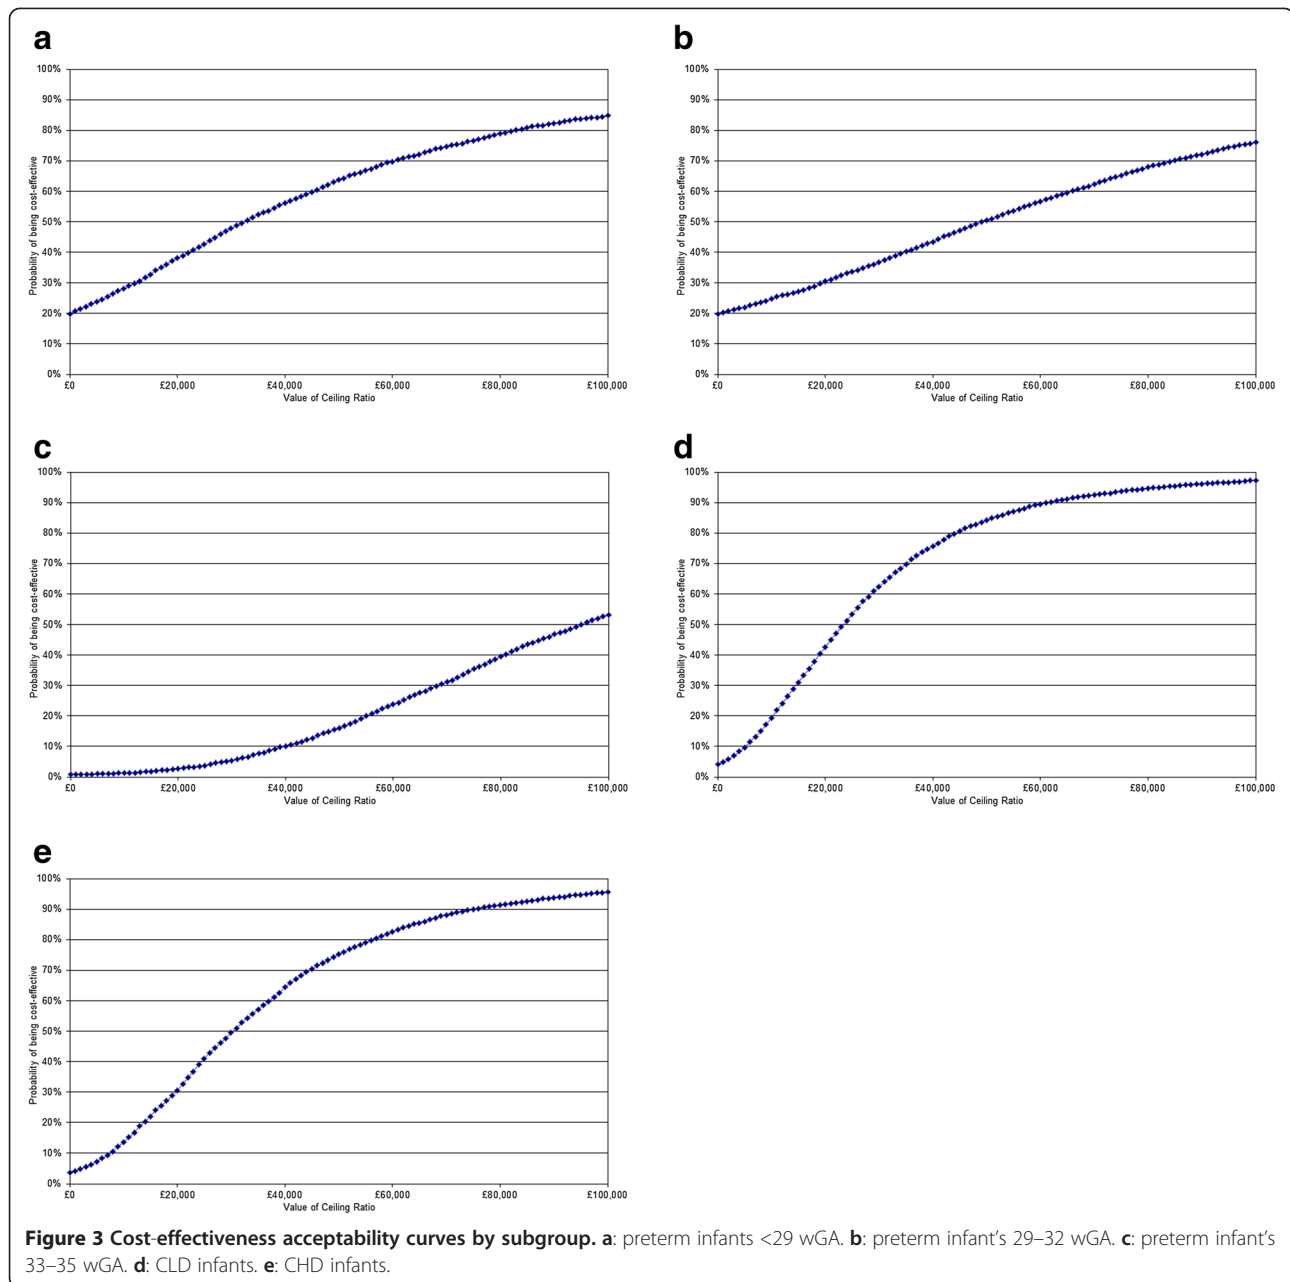 a
100%
90%
80%
70%
60%
50%
40%
30%
20%
10%
0%
Probability of being cost-effective
£0 £20,000 £40,000 £60,000 £80,000 £100,000
Value of Ceiling Ratio
b
100%
90%
80%
70%
60%
50%
40%
30%
20%
10%
0%
Probability of being cost-effective
£0 £20,000 £40,000 £60,000 £80,000 £100,000
Value of Ceiling Ratio
c
100%
90%
80%
70%
60%
50%
40%
30%
20%
10%
0%
Probability of being cost-effective
£0 £20,000 £40,000 £60,000 £80,000 £100,000
Value of Ceiling Ratio
d
100%
90%
80%
70%
60%
50%
40%
30%
20%
10%
0%
Probability of being cost-effective
£0 £20,000 £40,000 £60,000 £80,000 £100,000
Value of Ceiling Ratio
e
100%
90%
80%
70%
60%
50%
40%
30%
20%
10%
0%
Probability of being cost-effective
£0 £20,000 £40,000 £60,000 £80,000 £100,000
Value of Ceiling Ratio
Figure 3 Cost-effectiveness acceptability curves by subgroup. a: preterm infants <29 wGA. b: preterm infant's 29–32 wGA. c: preterm infant's
33–35 wGA. d: CLD infants. e: CHD infants.